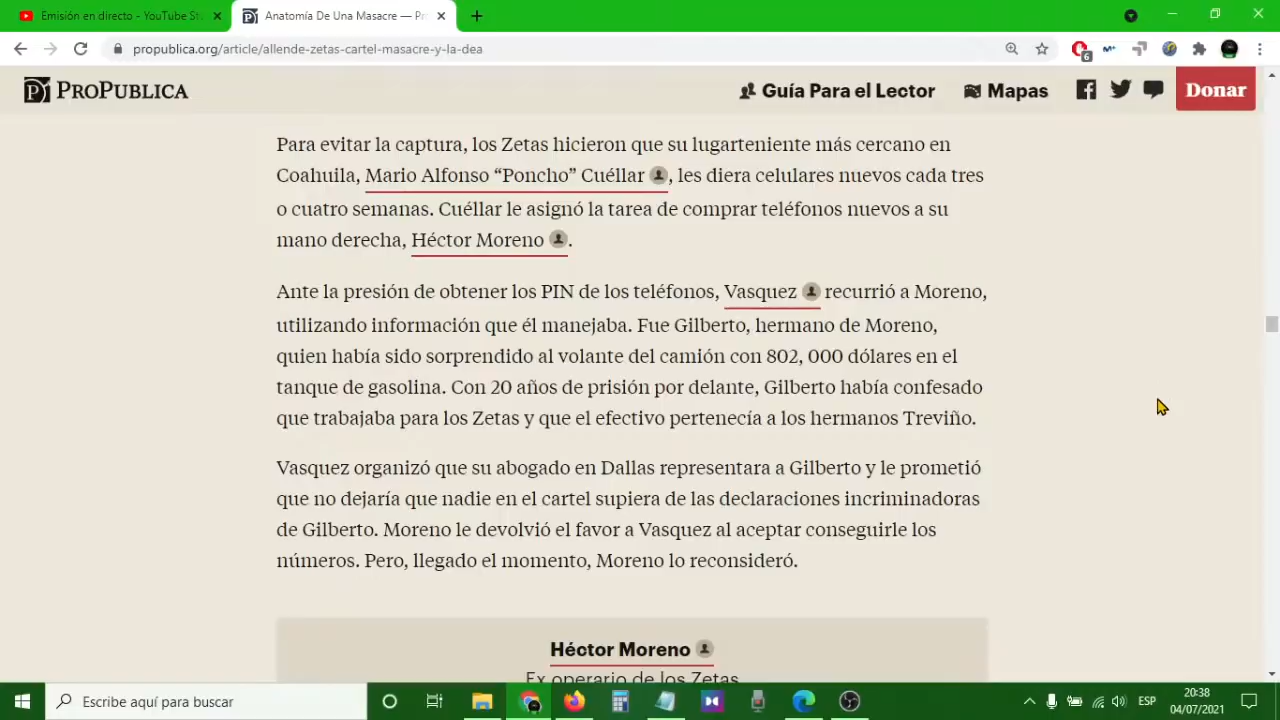 Emisión en directo - YouTube St
Anatomía De Una Masacre — Pr
propublica.org/article/allende-zetas-cartel-masacre-y-la-dea
6
PROPUBLICA
Guía Para el Lector
Mapas
Donar
Para evitar la captura, los Zetas hicieron que su lugarteniente más cercano en
Coahuila, Mario Alfonso “Poncho” Cuéllar, les diera celulares nuevos cada tres
o cuatro semanas. Cuéllar le asignó la tarea de comprar teléfonos nuevos a su
mano derecha, Héctor Moreno.
Ante la presión de obtener los PIN de los teléfonos, Vasquez recurrió a Moreno,
utilizando información que él manejaba. Fue Gilberto, hermano de Moreno,
quien había sido sorprendido al volante del camión con 802, 000 dólares en el
tanque de gasolina. Con 20 años de prisión por delante, Gilberto había confesado
que trabajaba para los Zetas y que el efectivo pertenecía a los hermanos Treviño.
Vasquez organizó que su abogado en Dallas representara a Gilberto y le prometió
que no dejaría que nadie en el cartel supiera de las declaraciones incriminadoras
de Gilberto. Moreno le devolvió el favor a Vasquez al aceptar conseguirle los
números. Pero, llegado el momento, Moreno lo reconsideró.
Héctor Moreno
Ex operario de los Zetas
Escribe aquí para buscar
ESP
20:38
04/07/2021